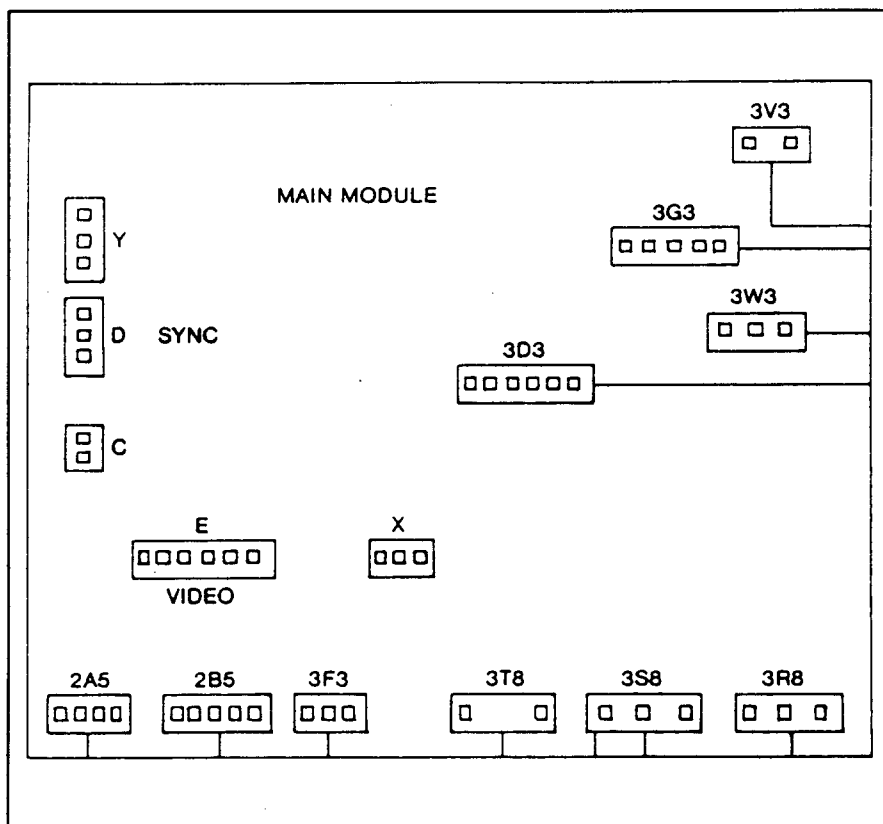 3V3
MAIN MODULE
3G3
Y
3W3
D SYNC
3D3
C
E
X
VIDEO
2A5
2B5
3F3
3T8
3S8
3R8